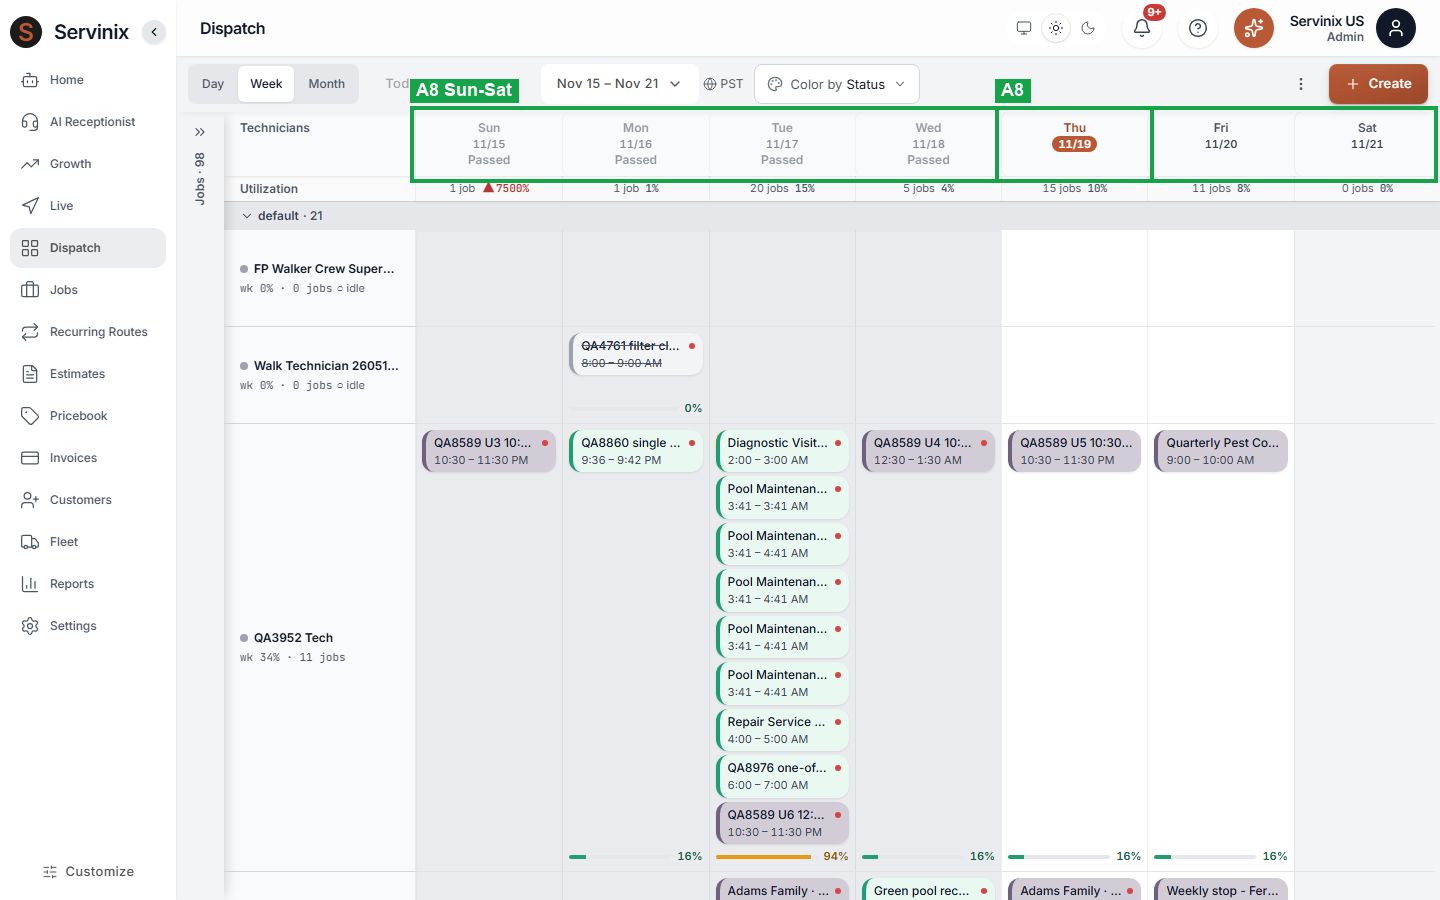 Servinix
Dispatch
9+
Servinix US
Admin
Home
AI Receptionist
Growth
Live
Dispatch
Jobs
Recurring Routes
Estimates
Pricebook
Invoices
Customers
Fleet
Reports
Settings
Customize
Day Week Month
Nov 15 – Nov 21
PST
Color by Status
Create
A8 Sun-Sat
A8
Jobs · 98
Technicians
Sun 11/15 Passed
Mon 11/16 Passed
Tue 11/17 Passed
Wed 11/18 Passed
Thu 11/19
Fri 11/20
Sat 11/21
Utilization
1 job 7500%
1 job 1%
20 jobs 15%
5 jobs 4%
15 jobs 10%
11 jobs 8%
0 jobs 0%
default · 21
FP Walker Crew Super...
wk 0% · 0 jobs ○ idle
Walk Technician 26051...
wk 0% · 0 jobs ○ idle
QA4761 filter cl...
8:00 – 9:00 AM
0%
QA3952 Tech
wk 34% · 11 jobs
QA8589 U3 10:...
10:30 – 11:30 PM
QA8860 single ...
9:36 – 9:42 PM
16%
Diagnostic Visit...
2:00 – 3:00 AM
Pool Maintenan...
3:41 – 3:41 AM
Pool Maintenan...
3:41 – 4:41 AM
Pool Maintenan...
3:41 – 4:41 AM
Pool Maintenan...
3:41 – 4:41 AM
Pool Maintenan...
3:41 – 4:41 AM
Repair Service ...
4:00 – 5:00 AM
QA8976 one-of...
6:00 – 7:00 AM
QA8589 U6 12:...
10:30 – 11:30 PM
94%
QA8589 U4 10:...
12:30 – 1:30 AM
16%
QA8589 U5 10:30...
10:30 – 11:30 PM
16%
Quarterly Pest Co...
9:00 – 10:00 AM
16%
Adams Family · ...
Green pool rec...
Adams Family · ...
Weekly stop - Fer...